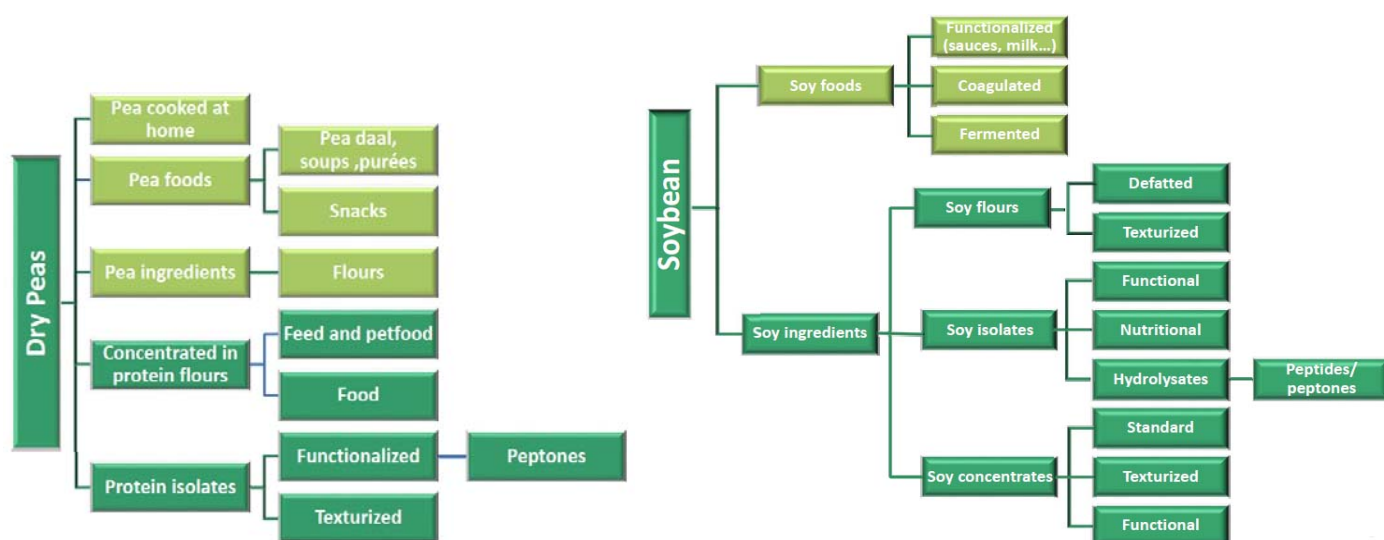 Dry Peas
Pea cooked at
home
Pea foods
Pea daal,
soups ,purées
Snacks
Pea ingredients
Flours
Concentrated in
protein flours
Feed and petfood
Food
Protein isolates
Functionalized
Peptones
Texturized
Soybean
Soy foods
Functionalized
(sauces, milk...)
Coagulated
Fermented
Soy ingredients
Soy flours
Defatted
Texturized
Soy isolates
Functional
Nutritional
Hydrolysates
Peptides/
peptones
Soy concentrates
Standard
Texturized
Functional